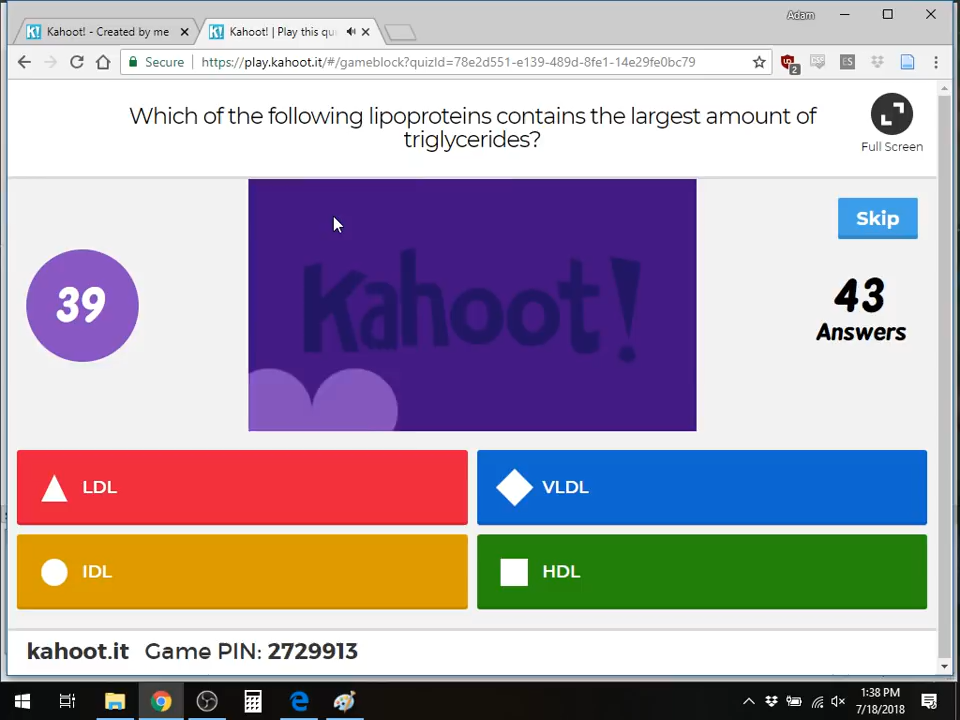 Adam
Kahoot! - Created by me
Kahoot! | Play this qu
Secure
https://play.kahoot.it/#/gameblock?quizId=78e2d551-e139-489d-8fe1-14e29fe0bc79
2
ES
Which of the following lipoproteins contains the largest amount of
triglycerides?
Full Screen
Kahoot!
Skip
39
43
Answers
LDL
VLDL
IDL
HDL
kahoot.it Game PIN: 2729913
1:38 PM
7/18/2018